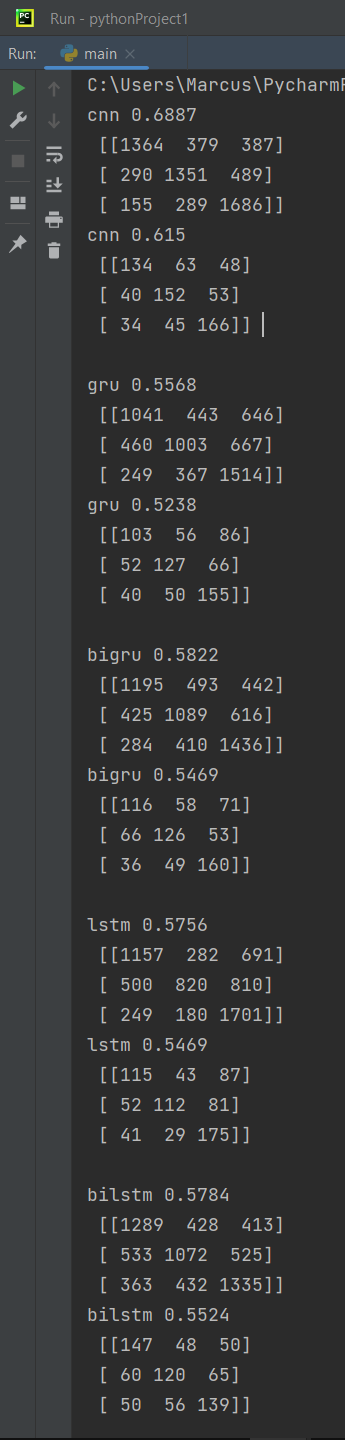 PC
Run - pythonProject1
Run: main
C:\Users\Marcus\Pycharm
cnn 0.6887
[[1364 379 387]
[ 290 1351 489]
[ 155 289 1686]]
cnn 0.615
[[134 63 48]
[ 40 152 53]
[ 34 45 166]]
gru 0.5568
[[1041 443 646]
[ 460 1003 667]
[ 249 367 1514]]
gru 0.5238
[[103 56 86]
[ 52 127 66]
[ 40 50 155]]
bigru 0.5822
[[1195 493 442]
[ 425 1089 616]
[ 284 410 1436]]
bigru 0.5469
[[116 58 71]
[ 66 126 53]
[ 36 49 160]]
lstm 0.5756
[[1157 282 691]
[ 500 820 810]
[ 249 180 1701]]
lstm 0.5469
[[115 43 87]
[ 52 112 81]
[ 41 29 175]]
bilstm 0.5784
[[1289 428 413]
[ 533 1072 525]
[ 363 432 1335]]
bilstm 0.5524
[[147 48 50]
[ 60 120 65]
[ 50 56 139]]